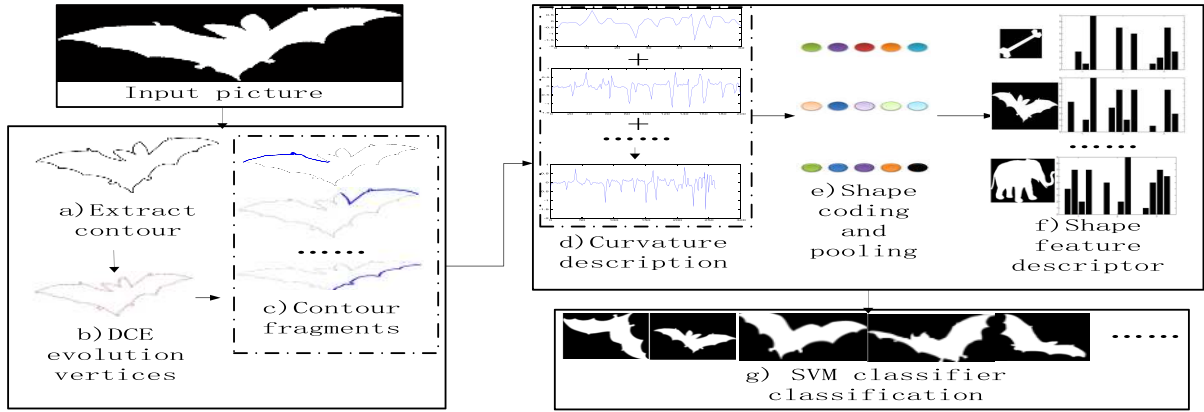 Input picture
a)Extract
contour
b)DCE
evolution
vertices
c)Contour
fragments
d)Curvature
description
e)Shape
coding
and
pooling
f)Shape
feature
descriptor
g) SVM classifier
classification